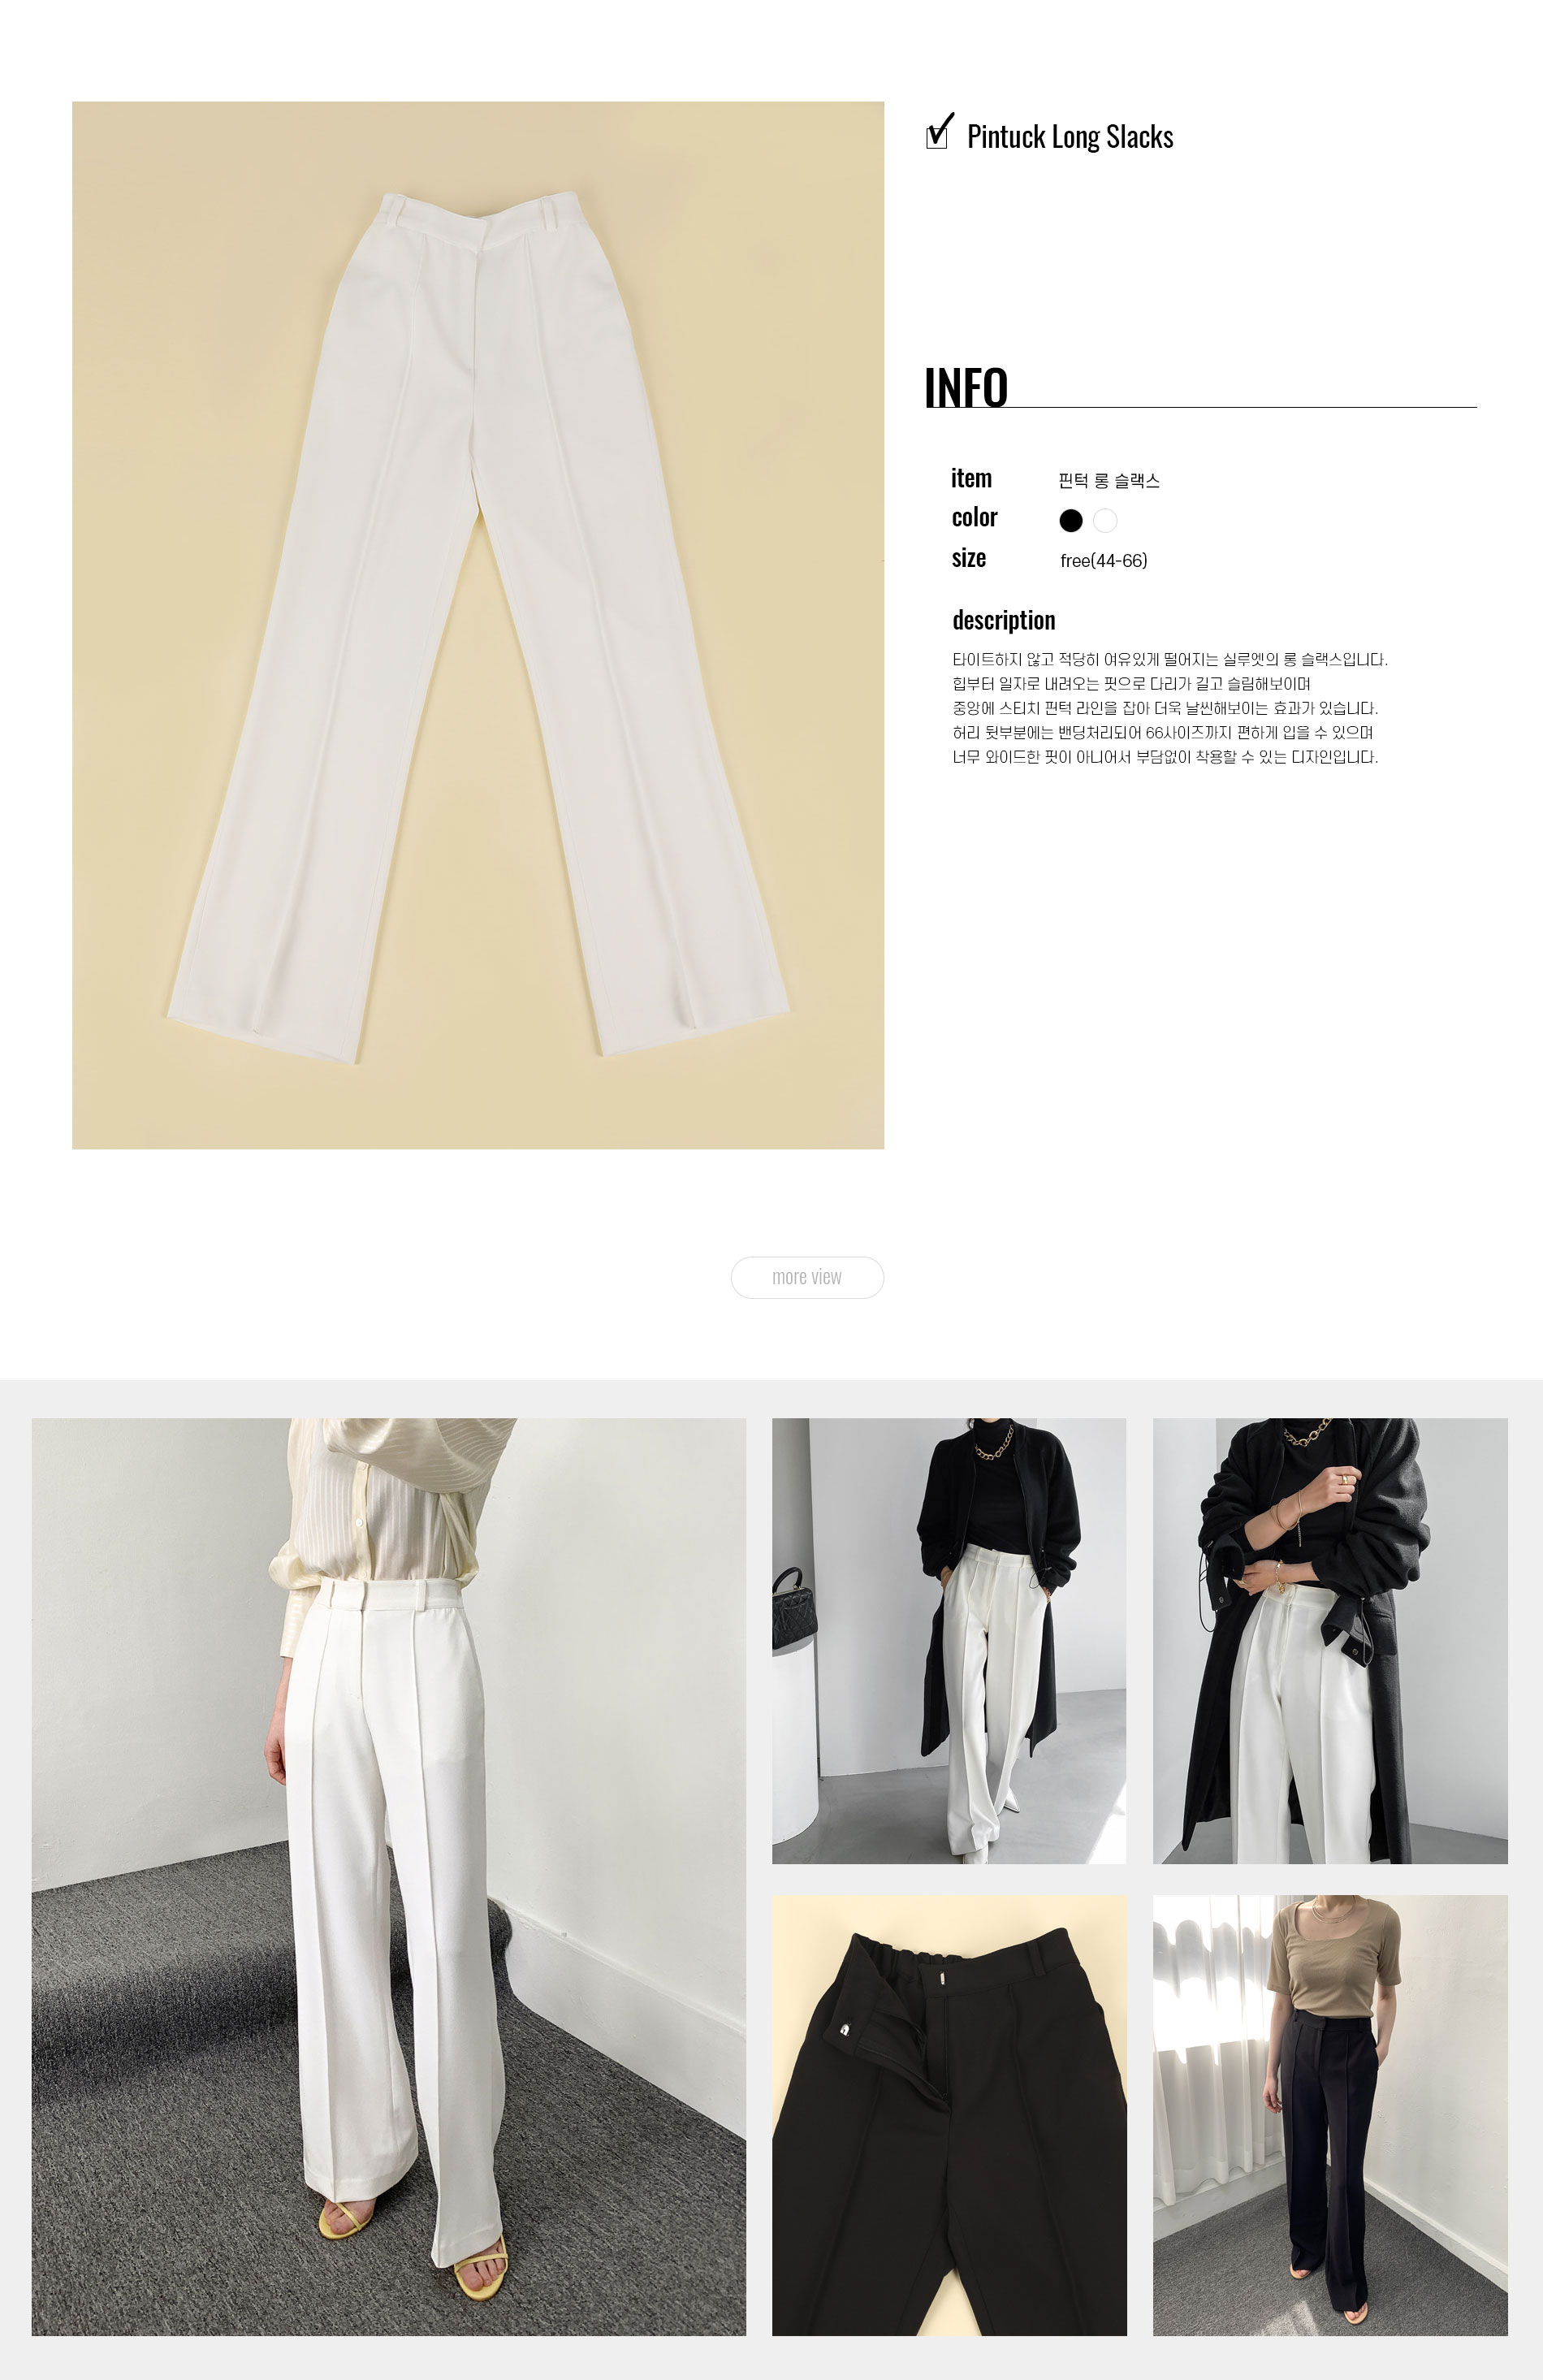 Pintuck Long Slacks
INFO
item 핀턱 롱 슬랙스
color
size free(44-66)
description
타이트하지 않고 적당히 여유있게 떨어지는 실루엣의 롱 슬랙스입니다.
힙부터 일자로 내려오는 핏으로 다리가 길고 슬림해보이며
중앙에 스티치 핀턱 라인을 잡아 더욱 날씬해보이는 효과가 있습니다.
허리 뒷부분에는 밴딩처리되어 66사이즈까지 편하게 입을 수 있으며
너무 와이드한 핏이 아니어서 부담없이 착용할 수 있는 디자인입니다.
more view